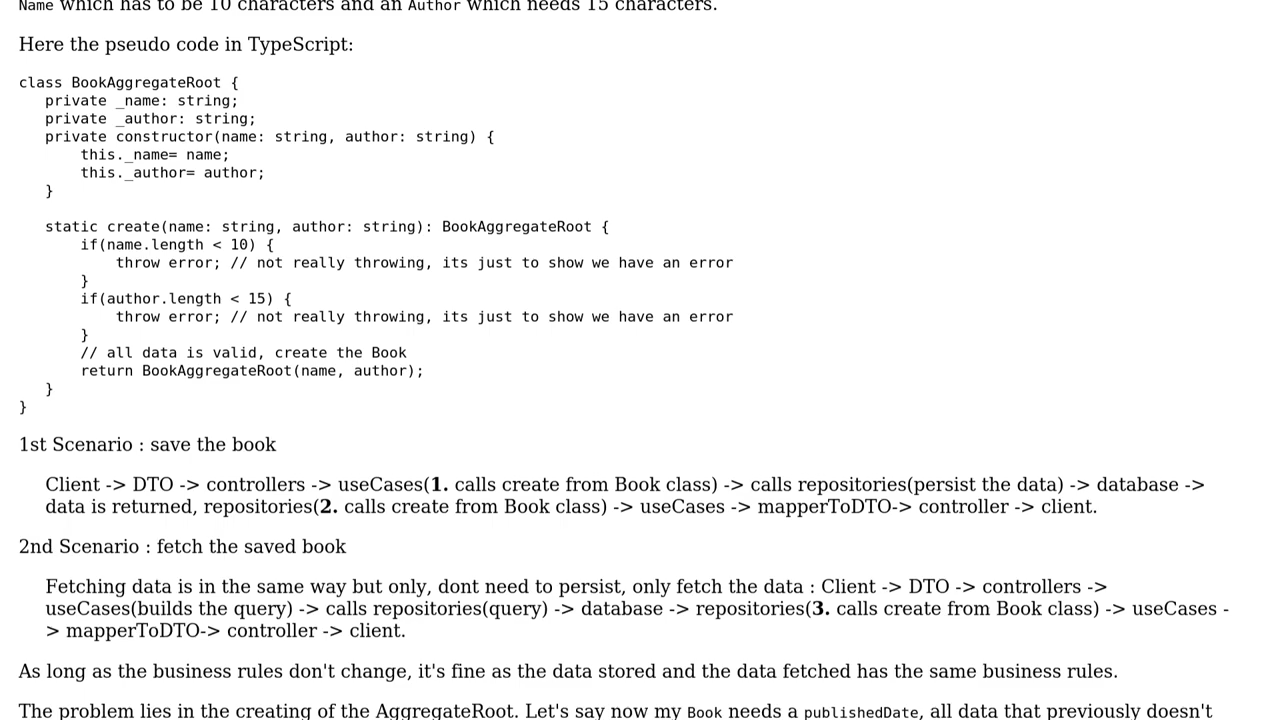 Name which has to be 10 characters and an Author which needs 15 characters.
Here the pseudo code in TypeScript:
class BookAggregateRoot {
   private _name: string;
   private _author: string;
   private constructor(name: string, author: string) {
       this._name= name;
       this._author= author;
   }
   static create(name: string, author: string): BookAggregateRoot {
       if(name.length < 10) {
           throw error; // not really throwing, its just to show we have an error
       }
       if(author.length < 15) {
           throw error; // not really throwing, its just to show we have an error
       }
       // all data is valid, create the Book
       return BookAggregateRoot(name, author);
   }
}
1st Scenario : save the book
Client -> DTO -> controllers -> useCases(1. calls create from Book class) -> calls repositories(persist the data) -> database ->
data is returned, repositories(2. calls create from Book class) -> useCases -> mapperToDTO-> controller -> client.
2nd Scenario : fetch the saved book
Fetching data is in the same way but only, dont need to persist, only fetch the data : Client -> DTO -> controllers ->
useCases(builds the query) -> calls repositories(query) -> database -> repositories(3. calls create from Book class) -> useCases -
> mapperToDTO-> controller -> client.
As long as the business rules don't change, it's fine as the data stored and the data fetched has the same business rules.
The problem lies in the creating of the AggregateRoot. Let's say now my Book needs a publishedDate, all data that previously doesn't